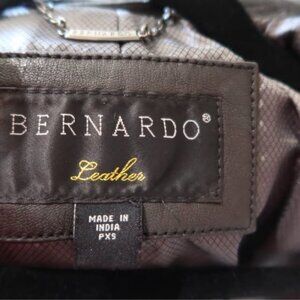 BERNARDO®
Leather
MADE IN
INDIA
PXS